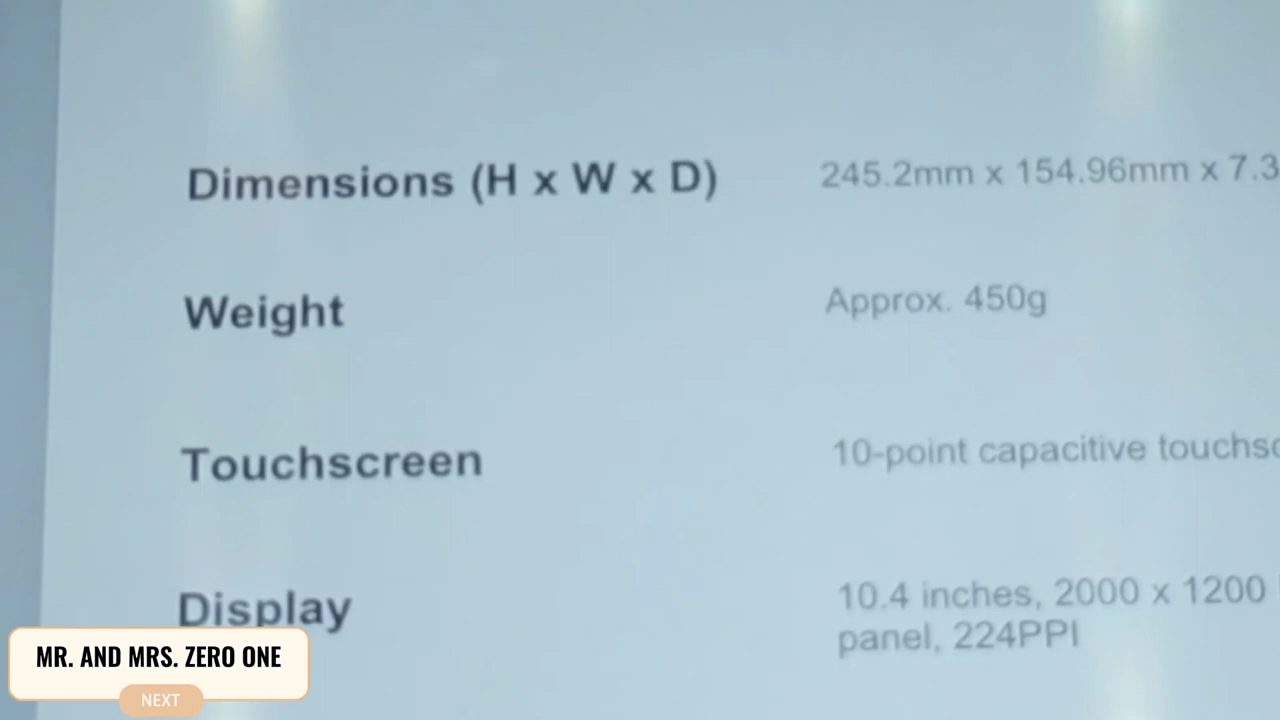 Dimensions (H x W x D) 245.2mm x 154.96mm x 7.3
Weight Approx. 450g
Touchscreen 10-point capacitive touchsc
Display 10.4 inches, 2000 x 1200
panel, 224PPI
MR. AND MRS. ZERO ONE
NEXT